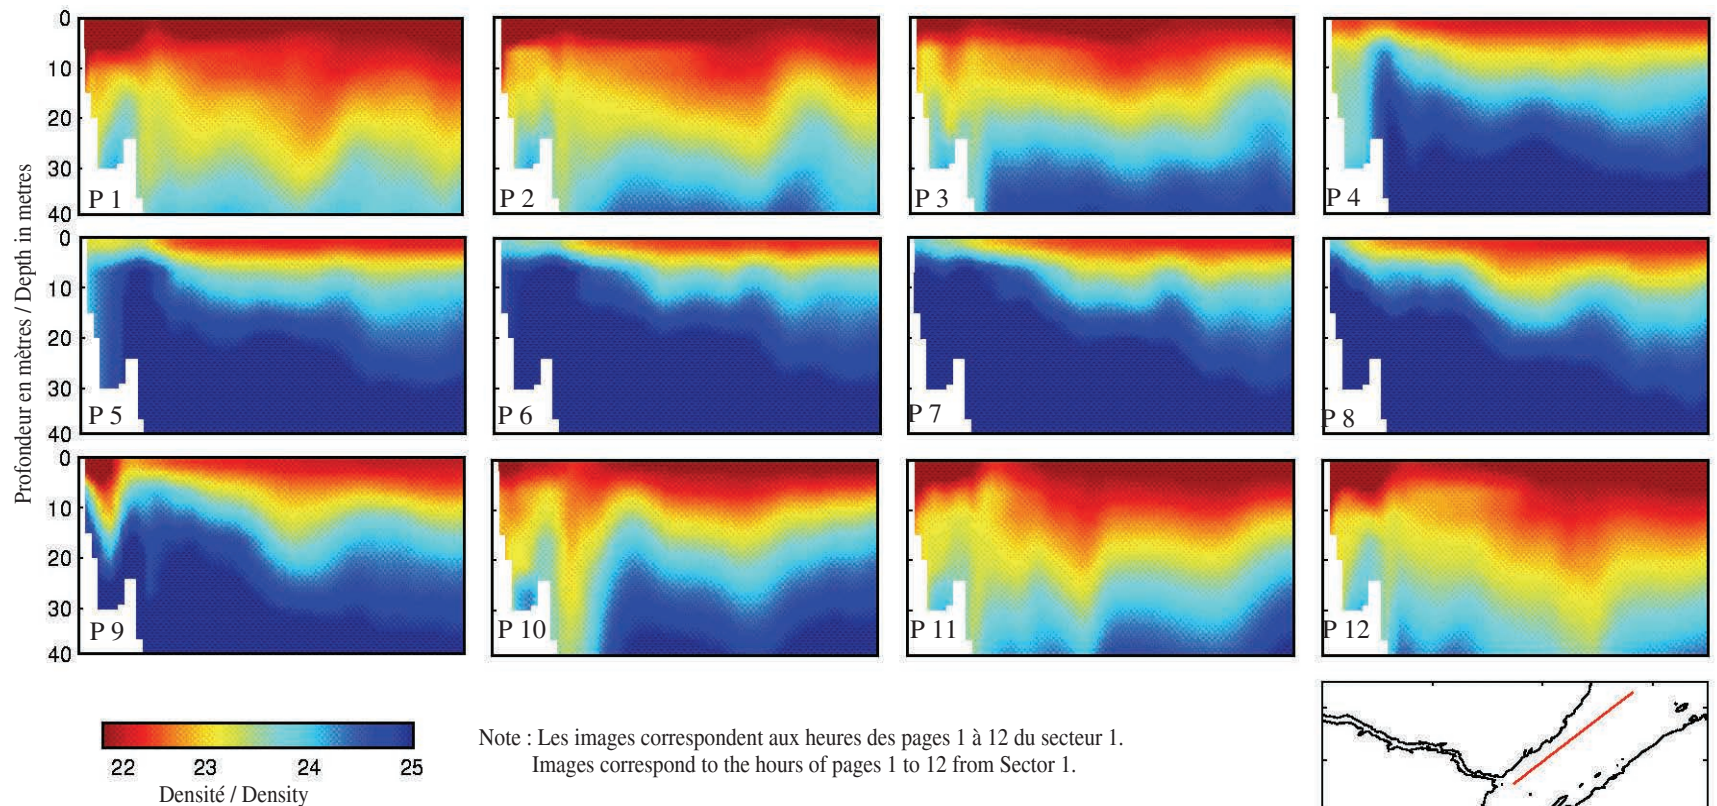 Profondeur en mètres / Depth in metres
0
10
20
30
40
P 1
P 2
P 3
P 4
0
10
20
30
40
P 5
P 6
P 7
P 8
0
10
20
30
40
P 9
P 10
P 11
P 12
22 23 24 25
Densité / Density
Note : Les images correspondent aux heures des pages 1 à 12 du secteur 1.
Images correspond to the hours of pages 1 to 12 from Sector 1.